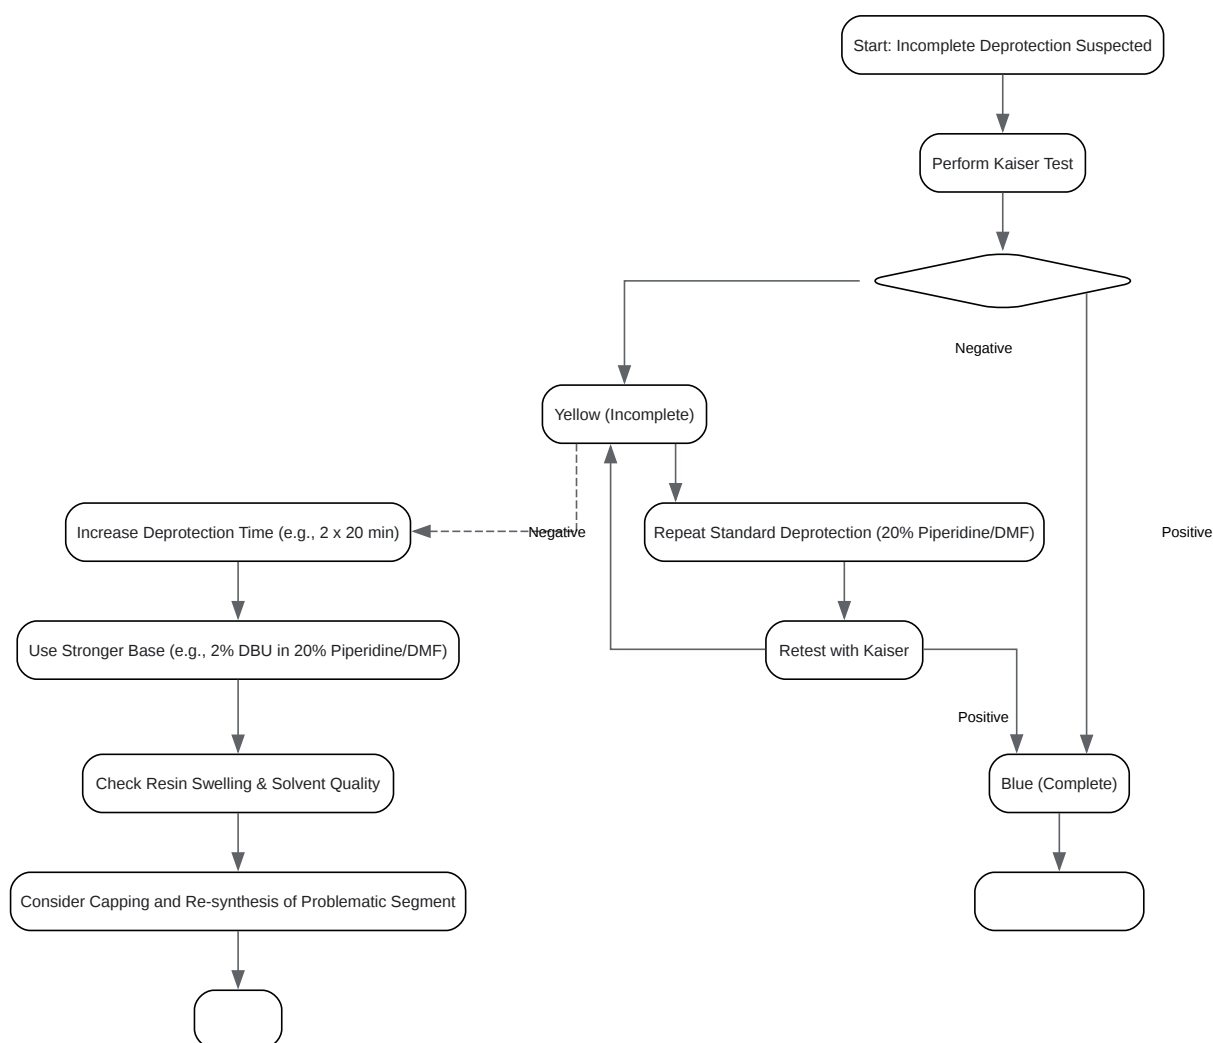 Start: Incomplete Deprotection Suspected
Perform Kaiser Test
Negative
Yellow (Incomplete)
Increase Deprotection Time (e.g., 2 x 20 min)
Negative
Repeat Standard Deprotection (20% Piperidine/DMF)
Positive
Use Stronger Base (e.g., 2% DBU in 20% Piperidine/DMF)
Retest with Kaiser
Positive
Check Resin Swelling & Solvent Quality
Blue (Complete)
Consider Capping and Re-synthesis of Problematic Segment